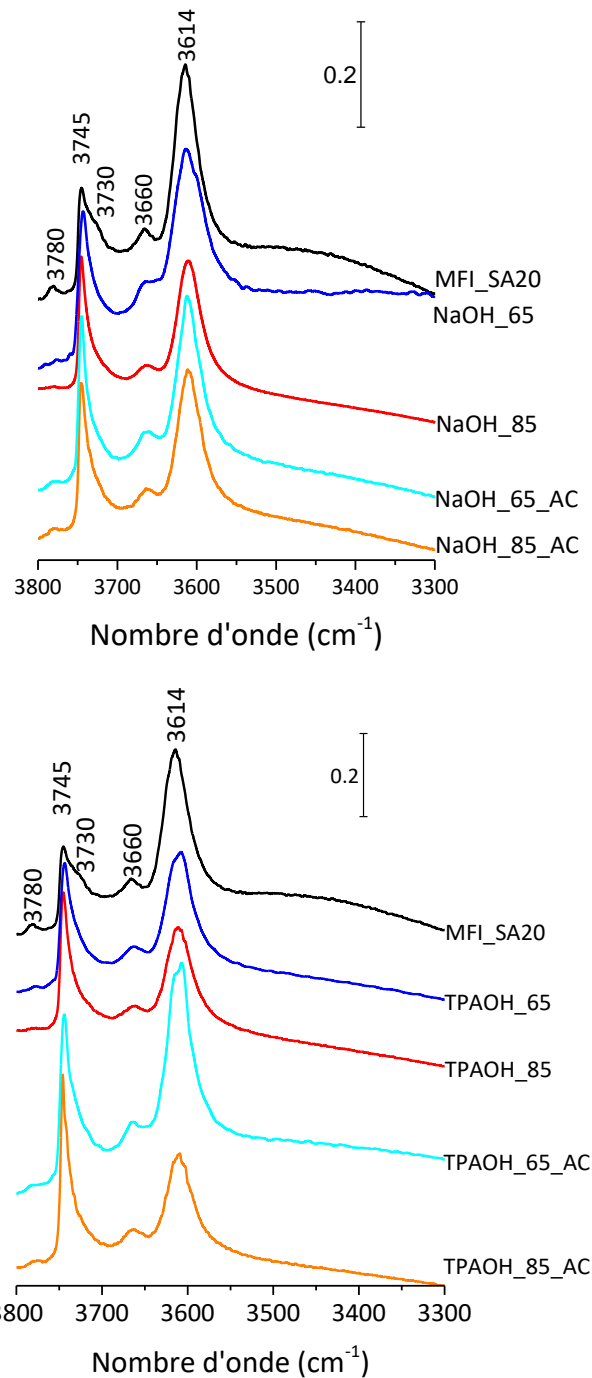 3614
0.2
3745
3730
3660
3780
MFI_SA20
NaOH_65
NaOH_85
NaOH_65_AC
NaOH_85_AC
3800 3700 3600 3500 3400 3300
Nombre d'onde (cm-1)
3614
0.2
3745
3730
3660
3780
MFI_SA20
TPAOH_65
TPAOH_85
TPAOH_65_AC
TPAOH_85_AC
3800 3700 3600 3500 3400 3300
Nombre d'onde (cm-1)